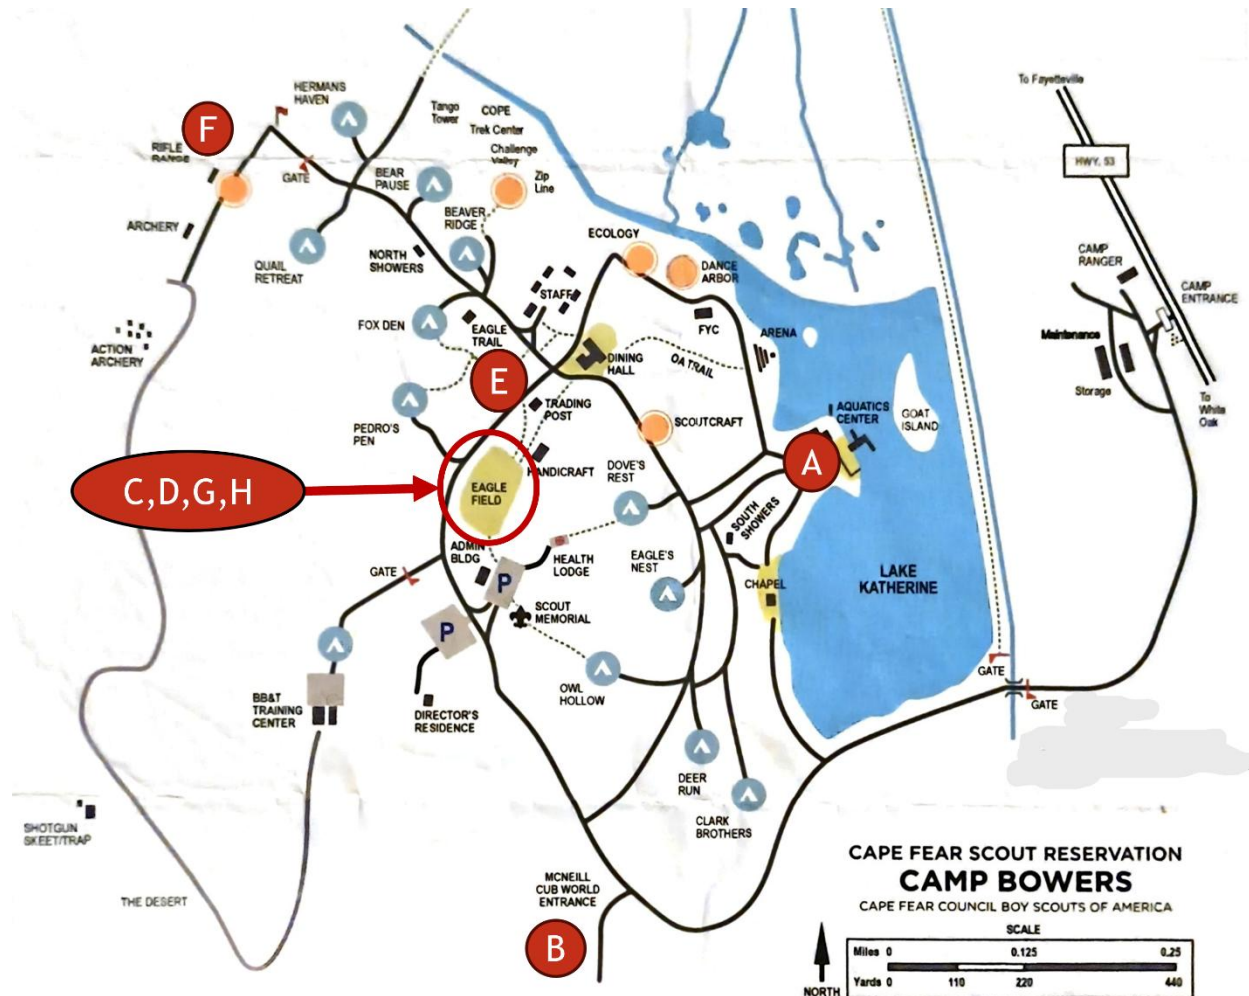 To Fayetteville
HWY. 53
CAMP
RANGER
CAMP
ENTRANCE
Maintenance
Storage
To
White
Oak
HERMANS
HAVEN
F
RIFLE
RANGE
GATE
ARCHERY
QUAIL
RETREAT
BEAR
PAUSE
Tango
Tower
COPE
Trek Center
Challenge
Valley
Zip
Line
BEAVER
RIDGE
NORTH
SHOWERS
ECOLOGY
DANCE
ARBOR
STAFF
FYC
ARENA
FOX DEN
EAGLE
TRAIL
DINING
HALL
OA TRAIL
ACTION
ARCHERY
E
TRADING
POST
SCOUTCRAFT
AQUATICS
CENTER
GOAT
ISLAND
PEDRO'S
PEN
HANDICRAFT
A
C,D,G,H
EAGLE
FIELD
DOVE'S
REST
SOUTH
SHOWERS
ADMIN
BLDG
HEALTH
LODGE
EAGLE'S
NEST
CHAPEL
LAKE
KATHERINE
GATE
P
P
SCOUT
MEMORIAL
GATE
GATE
BB&T
TRAINING
CENTER
DIRECTOR'S
RESIDENCE
OWL
HOLLOW
DEER
RUN
CLARK
BROTHERS
SHOTGUN
SKEET/TRAP
THE DESERT
MCNEILL
CUB WORLD
ENTRANCE
B
CAPE FEAR SCOUT RESERVATION
CAMP BOWERS
CAPE FEAR COUNCIL BOY SCOUTS OF AMERICA
SCALE
Miles 0 0.125 0.25
Yards 0 110 220 440
NORTH